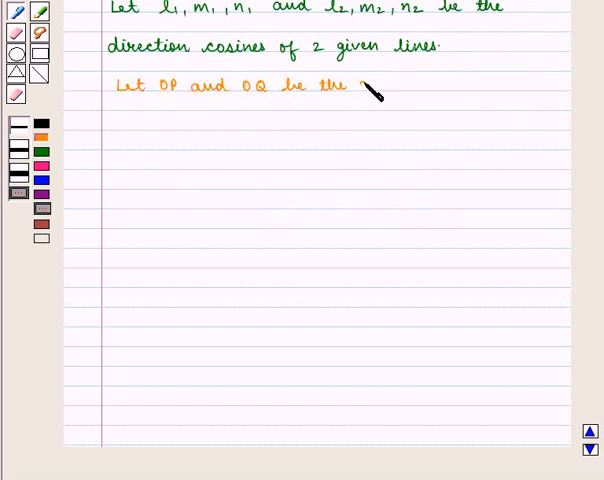 Let l₁, m₁, n₁ and l₂, m₂, n₂ be the
direction cosines of 2 given lines.
Let OP and OQ be the